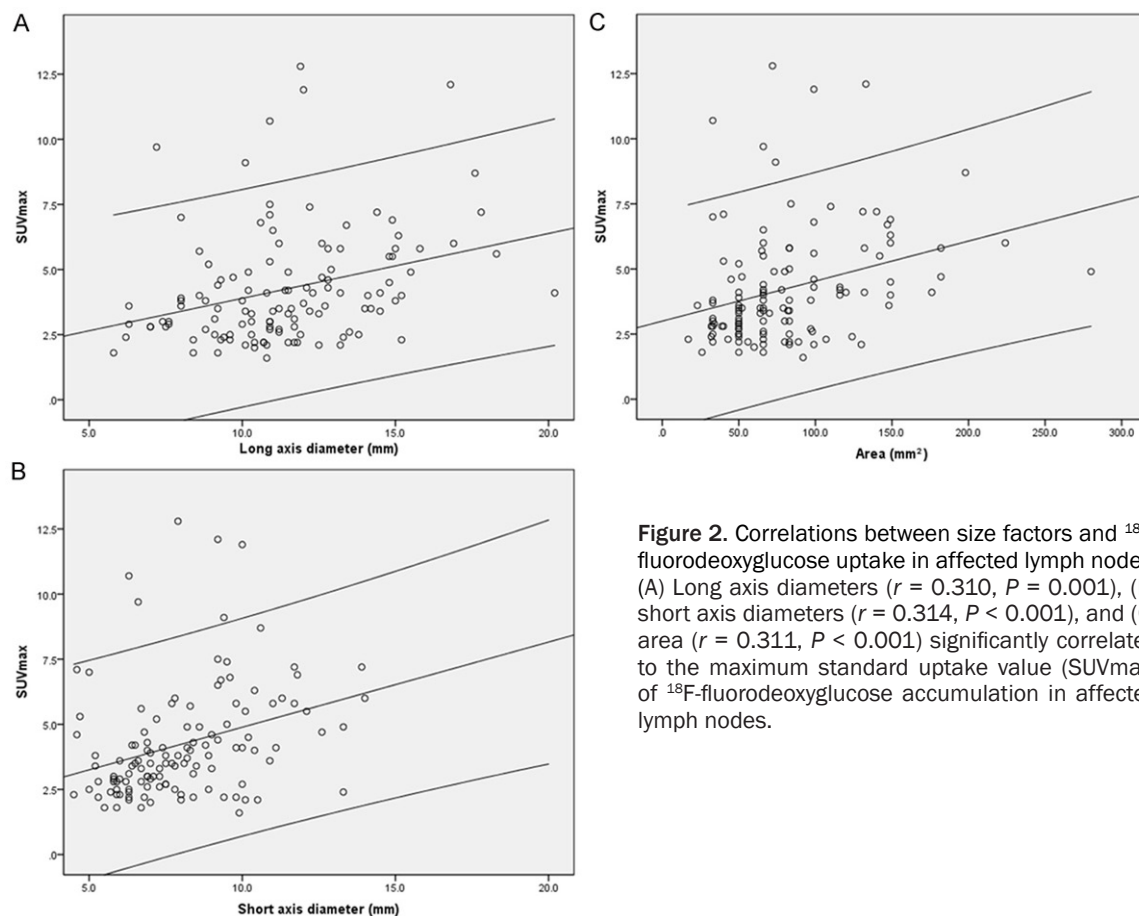 A
12.5
10.0
7.5
5.0
2.5
.0
SUVmax
5.0 10.0 15.0 20.0
Long axis diameter (mm)
B
12.5
10.0
7.5
5.0
2.5
.0
SUVmax
5.0 10.0 15.0 20.0
Short axis diameter (mm)
C
12.5
10.0
7.5
5.0
2.5
.0
SUVmax
.0 50.0 100.0 150.0 200.0 250.0 300.0
Area (mm²)
Figure 2. Correlations between size factors and ¹⁸
fluorodeoxyglucose uptake in affected lymph node
(A) Long axis diameters (r = 0.310, P = 0.001), (
short axis diameters (r = 0.314, P < 0.001), and (
area (r = 0.311, P < 0.001) significantly correlate
to the maximum standard uptake value (SUVma
of ¹⁸F-fluorodeoxyglucose accumulation in affecte
lymph nodes.